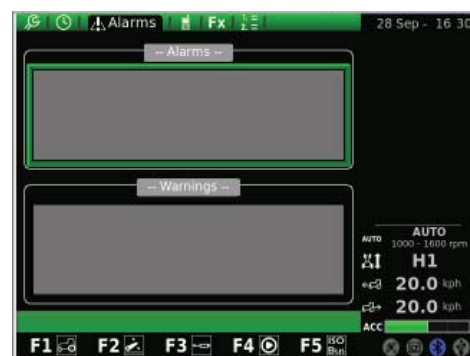 Alarms Fx 28 Sep - 16 30
-- Alarms --
-- Warnings --
AUTO AUTO
1000 - 1600 rpm
H1
20.0 kph
20.0 kph
ACC
F1 F2 F3 F4 F5 ISO